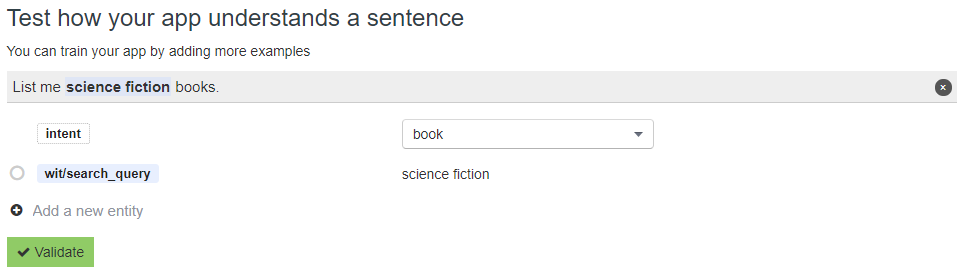 Test how your app understands a sentence
You can train your app by adding more examples
List me science fiction books.
intent book
wit/search_query science fiction
Add a new entity
Validate